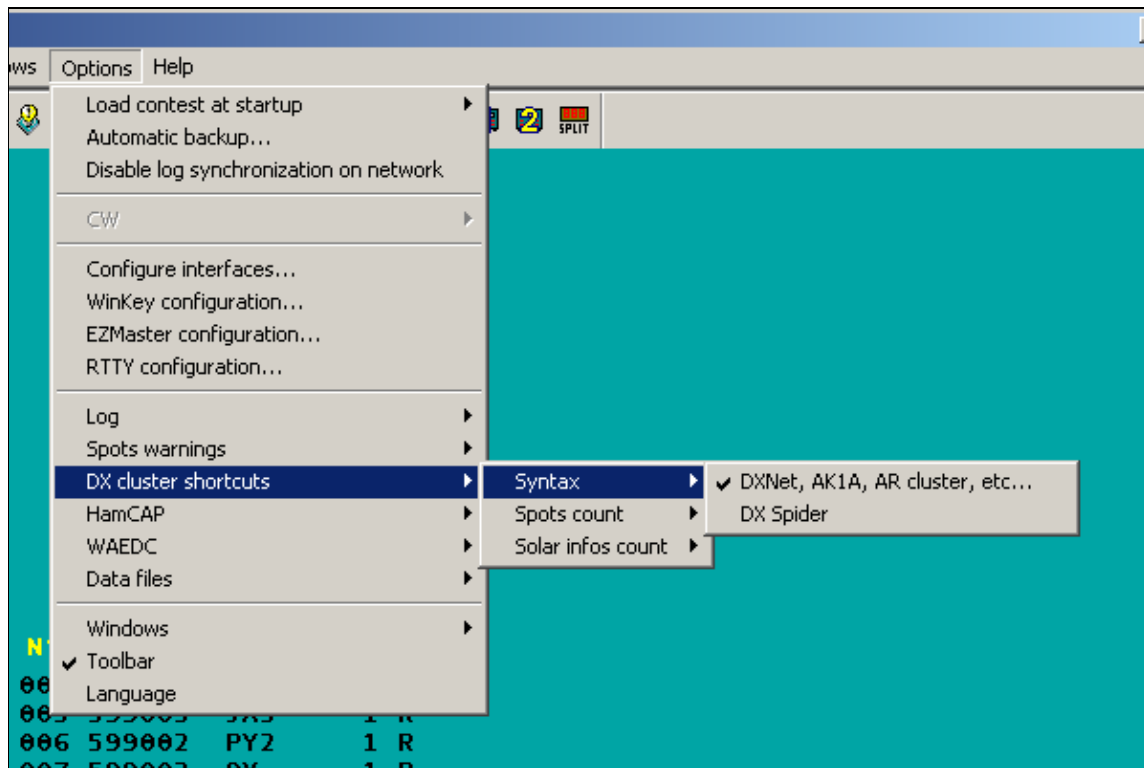 ows Options Help
2 SPLIT
Load contest at startup
Automatic backup...
Disable log synchronization on network
CW
Configure interfaces...
WinKey configuration...
EZMaster configuration...
RTTY configuration...
Log
Spots warnings
DX cluster shortcuts
HamCAP
WAEDC
Data files
Windows
Toolbar
Language
Syntax
Spots count
Solar infos count
DXNet, AK1A, AR cluster, etc...
DX Spider
006 599002 PY2 1 R